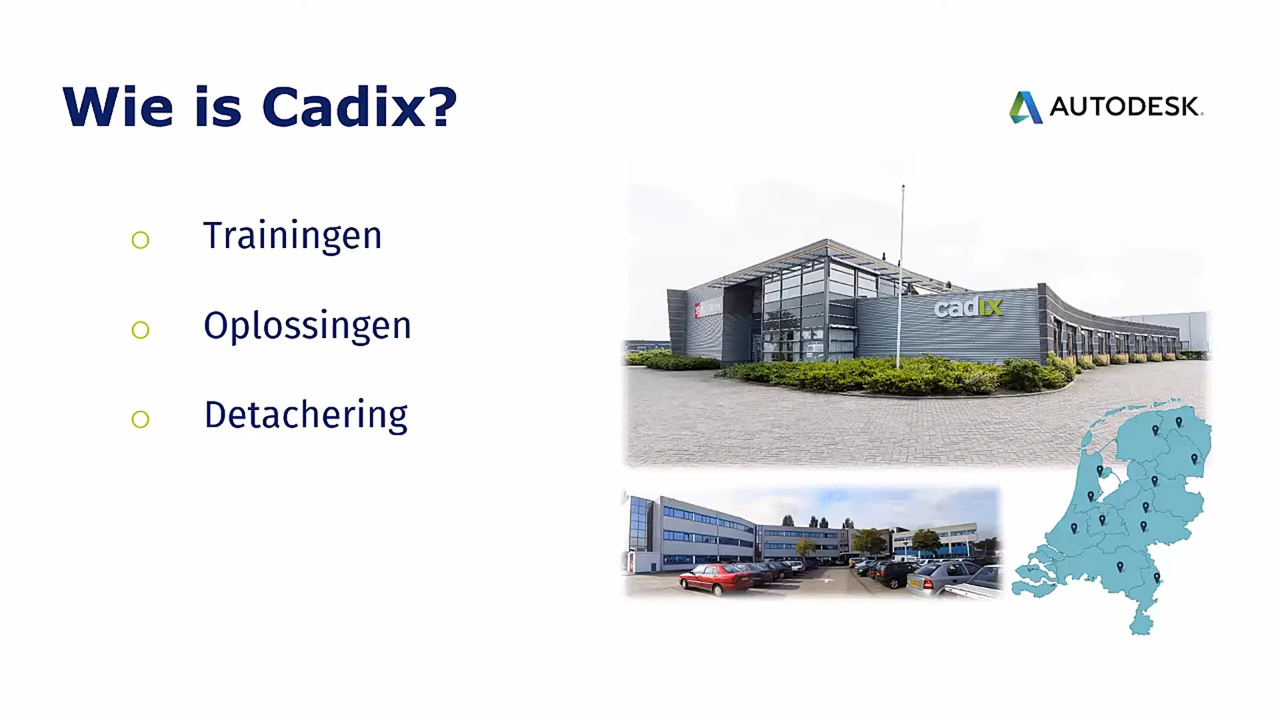 Wie is Cadix?
AUTODESK.
Trainingen
Oplossingen
Detachering
cadix